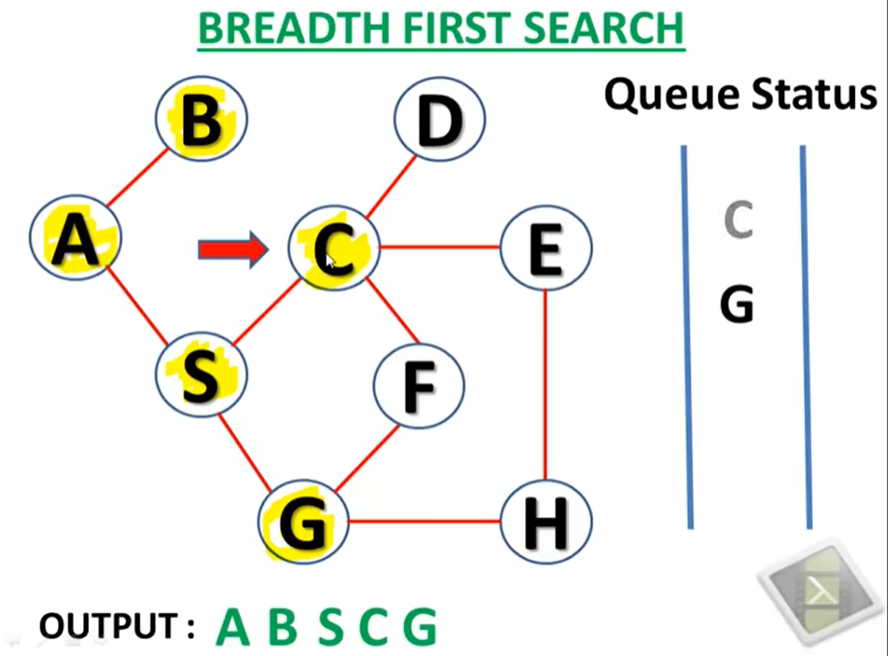 BREADTH FIRST SEARCH
B
D
Queue Status
A
C
E
C
G
S
F
G
H
OUTPUT : A B S C G